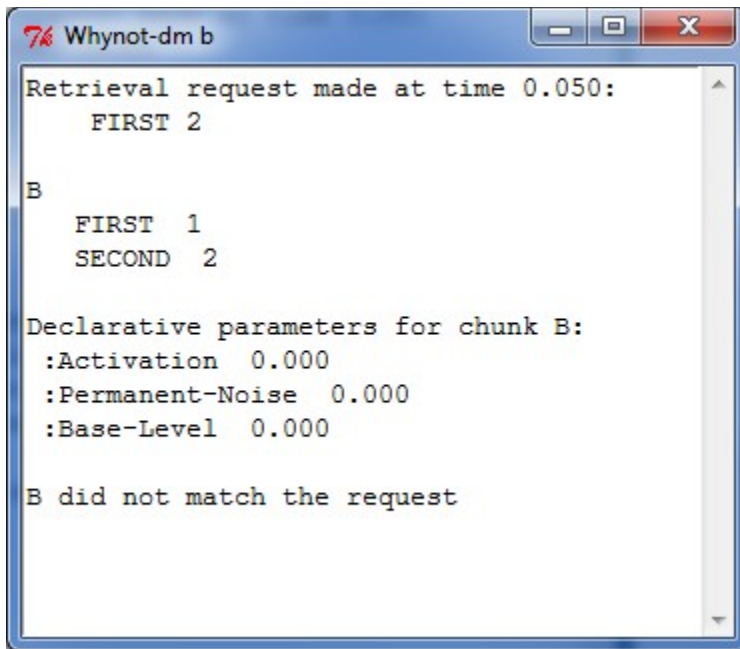 Whynot-dm b
Retrieval request made at time 0.050:
    FIRST 2

B
   FIRST  1
   SECOND  2

Declarative parameters for chunk B:
 :Activation  0.000
 :Permanent-Noise  0.000
 :Base-Level  0.000

B did not match the request